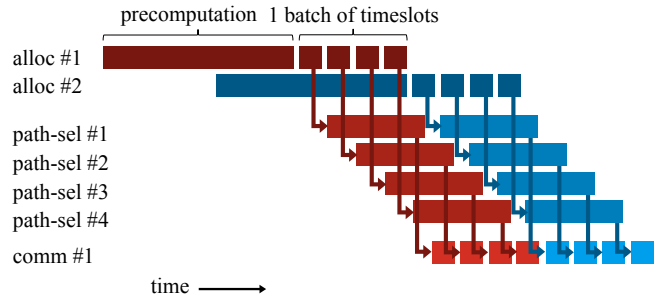 precomputation 1 batch of timeslots
alloc #1
alloc #2
path-sel #1
path-sel #2
path-sel #3
path-sel #4
comm #1
time